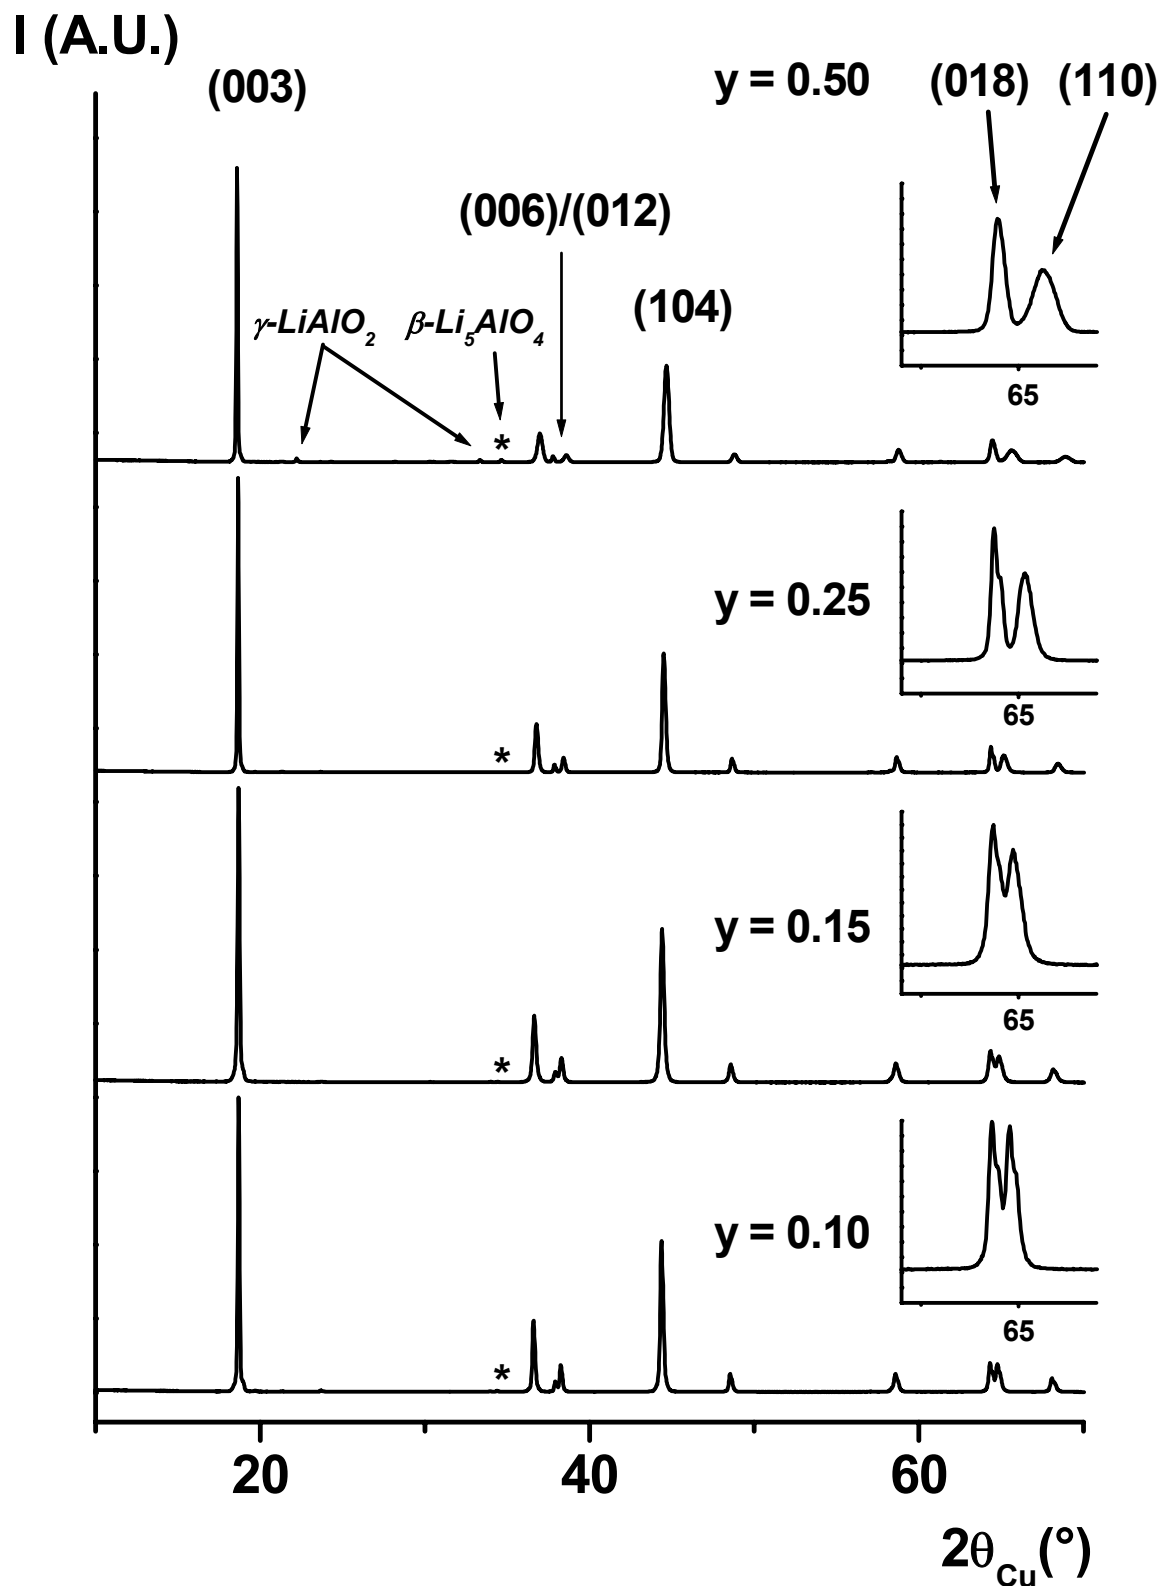 I (A.U.)
(003)
y = 0.50
(018)
(110)
(006)/(012)
(104)
γ-LiAlO₂
β-Li₅AlO₄
*
65
y = 0.25
*
65
y = 0.15
*
65
y = 0.10
*
65
20 40 60
2θCu(°)